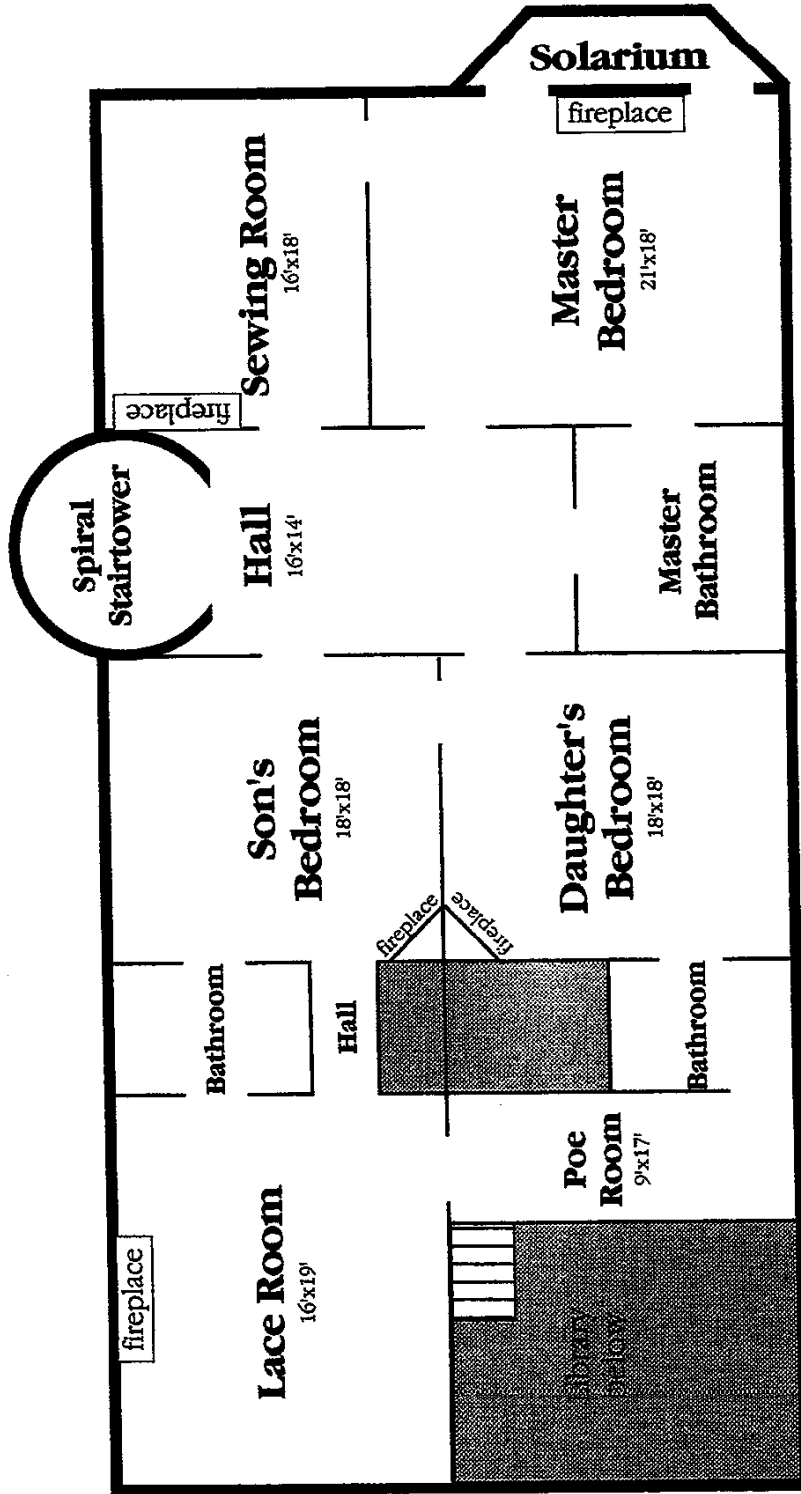 Solarium
fireplace
Sewing Room
16'x18'
Master
Bedroom
21'x18'
fireplace
Spiral
Stairtower
Hall
16'x14'
Master
Bathroom
Son's
Bedroom
18'x18'
Daughter's
Bedroom
18'x18'
fireplace
fireplace
Bathroom
Hall
Bathroom
Poe
Room
9'x17'
Lace Room
16'x19'
fireplace
Library
Below